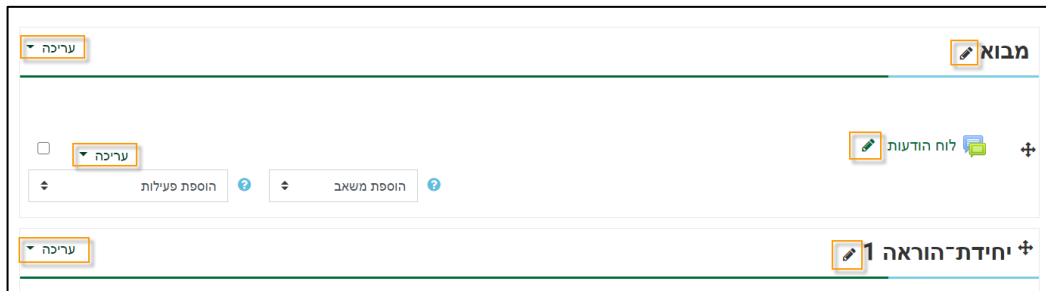 מבוא
עריכה
לוח הודעות
עריכה
הוספת משאב
הוספת פעילות
יחידת־הוראה 1
עריכה